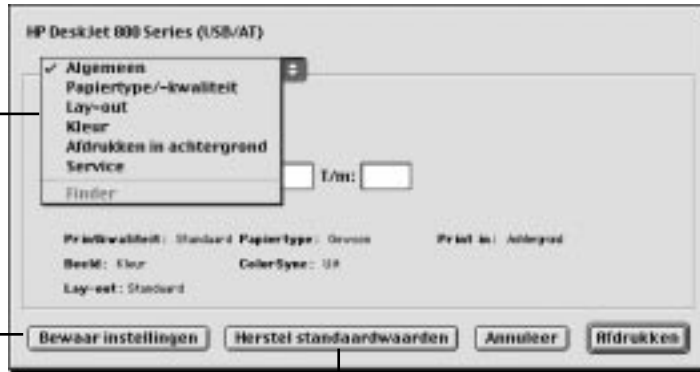 HP DeskJet 800 Series (USB/AT)
✓ Algemeen
Papiertype/-kwaliteit
Lay-out
Kleur
Afdrukken in achtergrond
Service
Finder
T/m:
Printkwaliteit: Standaard Papiertype: Gewoon Print in: Achtergrond
Beeld: Kleur ColorSync: Uit
Lay-out: Standaard
Bewaar instellingen Herstel standaardwaarden Annuleer Afdrukken